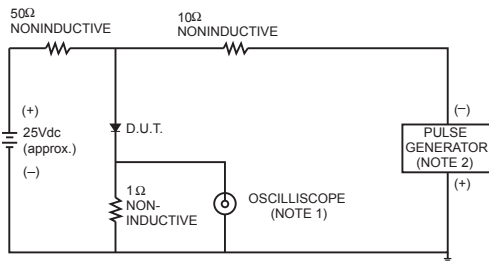 50Ω
NONINDUCTIVE
10Ω
NONINDUCTIVE
(+)
25Vdc
(approx.)
(–)
D.U.T.
1Ω
NON-
INDUCTIVE
OSCILLISCOPE
(NOTE 1)
(–)
PULSE
GENERATOR
(NOTE 2)
(+)